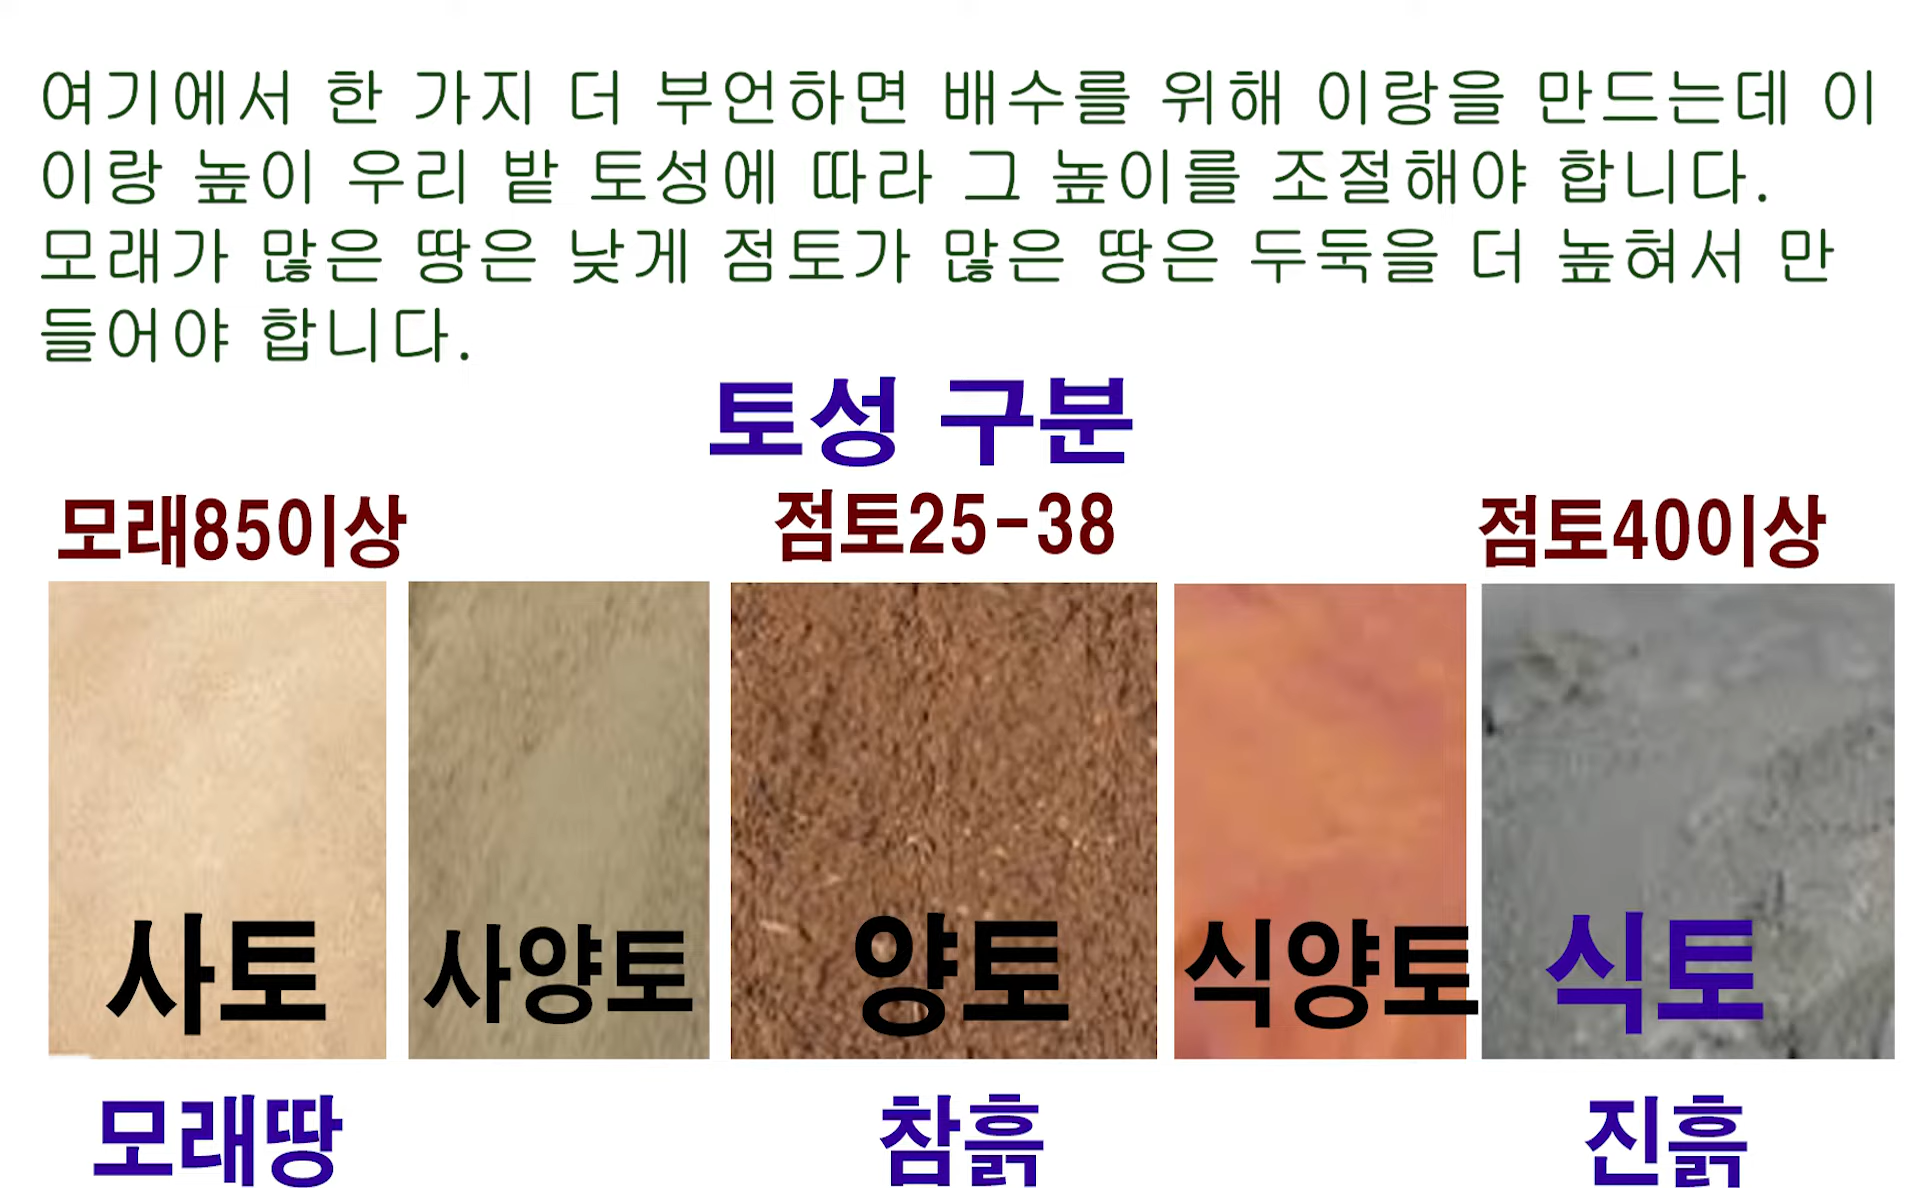 여기에서 한 가지 더 부언하면 배수를 위해 이랑을 만드는데 이
이랑 높이 우리 밭 토성에 따라 그 높이를 조절해야 합니다.
모래가 많은 땅은 낮게 점토가 많은 땅은 두둑을 더 높혀서 만
들어야 합니다.
토성 구분
모래85이상 점토25-38 점토40이상
사토 사양토 양토 식양토 식토
모래땅 참흙 진흙